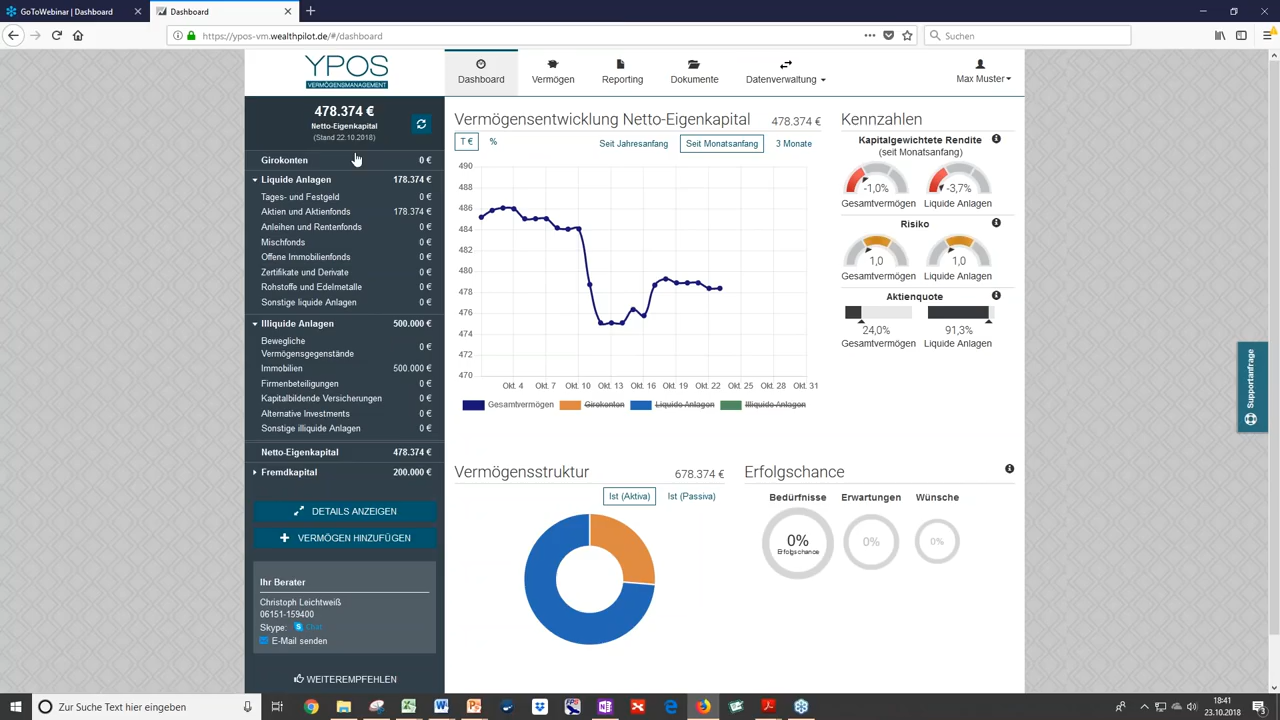 GoToWebinar | Dashboard
Dashboard
https://ypos-vm.wealthpilot.de/#/dashboard
Suchen
YPOS
VERMÖGENSMANAGEMENT
Dashboard
Vermögen
Reporting
Dokumente
Datenverwaltung
Max Muster
478.374 €
Netto-Eigenkapital
(Stand 22.10.2018)
Girokonten 0 €
Liquide Anlagen 178.374 €
Tages- und Festgeld 0 €
Aktien und Aktienfonds 178.374 €
Anleihen und Rentenfonds 0 €
Mischfonds 0 €
Offene Immobilienfonds 0 €
Zertifikate und Derivate 0 €
Rohstoffe und Edelmetalle 0 €
Sonstige liquide Anlagen 0 €
Illiquide Anlagen 500.000 €
Bewegliche
Vermögensgegenstände 0 €
Immobilien 500.000 €
Firmenbeteiligungen 0 €
Kapitalbildende Versicherungen 0 €
Alternative Investments 0 €
Sonstige illiquide Anlagen 0 €
Netto-Eigenkapital 478.374 €
Fremdkapital 200.000 €
DETAILS ANZEIGEN
VERMÖGEN HINZUFÜGEN
Ihr Berater
Christoph Leichtweiß
06151-159400
Skype: Chat
E-Mail senden
WEITEREMPFEHLEN
Vermögensentwicklung Netto-Eigenkapital 478.374 €
T € %
Seit Jahresanfang Seit Monatsanfang 3 Monate
490
488
486
484
482
480
478
476
474
472
470
Okt. 4 Okt. 7 Okt. 10 Okt. 13 Okt. 16 Okt. 19 Okt. 22 Okt. 25 Okt. 28 Okt. 31
Gesamtvermögen Girokonten Liquide Anlagen Illiquide Anlagen
Kennzahlen
Kapitalgewichtete Rendite
(seit Monatsanfang)
-1,0% -3,7%
Gesamtvermögen Liquide Anlagen
Risiko
1,0 1,0
Gesamtvermögen Liquide Anlagen
Aktienquote
24,0% 91,3%
Gesamtvermögen Liquide Anlagen
Vermögensstruktur 678.374 €
Ist (Aktiva) Ist (Passiva)
Erfolgschance
Bedürfnisse Erwartungen Wünsche
0% 0% 0%
Erfolgschance
Supportanfrage
Zur Suche Text hier eingeben
18:41
23.10.2018